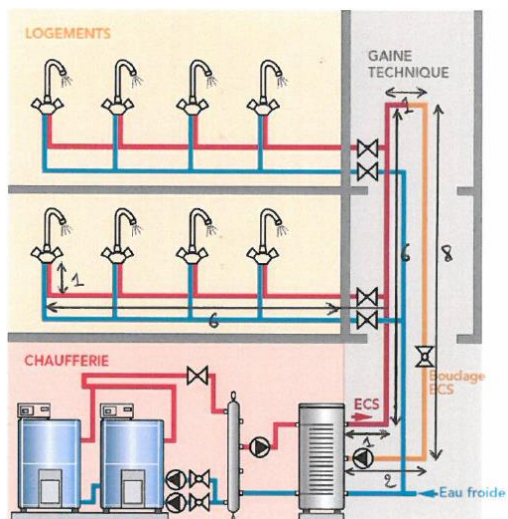 LOGEMENTS
GAINE
TECHNIQUE
1
6
8
1
6
CHAUFFERIE
Bouclage
ECS
ECS
1
2
Eau froide